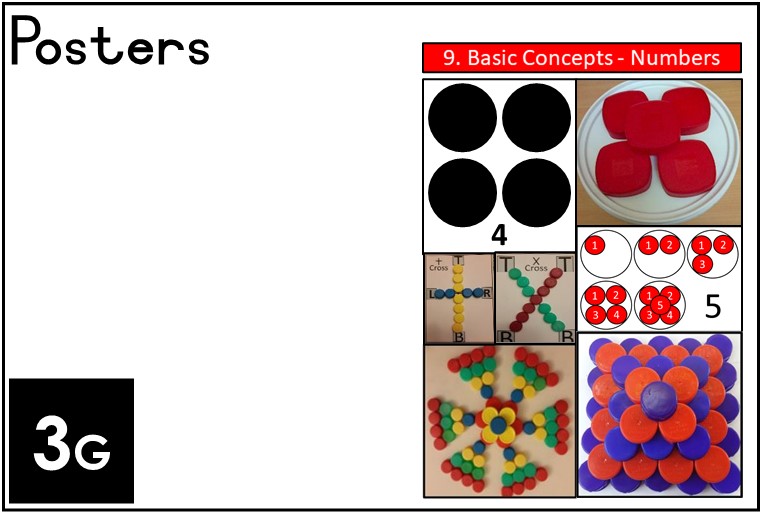 Posters
9. Basic Concepts - Numbers
4
1 1 2 1 2
3
1 2 1 2
5
3 4 3 4
5
+
Cross
T
L R
B
X
Cross
T T
B B
3G